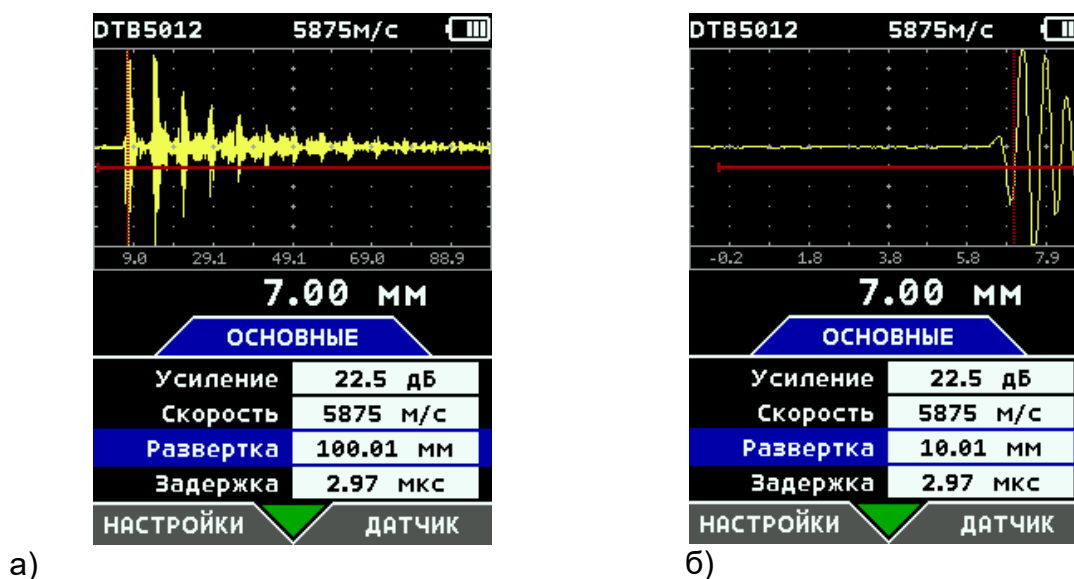 DTB5012 5875м/с
9.0 29.1 49.1 69.0 88.9
7.00 мм
ОСНОВНЫЕ
Усиление 22.5 дБ
Скорость 5875 м/с
Развертка 100.01 мм
Задержка 2.97 мкс
НАСТРОЙКИ ДАТЧИК
а)
DTB5012 5875м/с
-0.2 1.8 3.8 5.8 7.9
7.00 мм
ОСНОВНЫЕ
Усиление 22.5 дБ
Скорость 5875 м/с
Развертка 10.01 мм
Задержка 2.97 мкс
НАСТРОЙКИ ДАТЧИК
б)